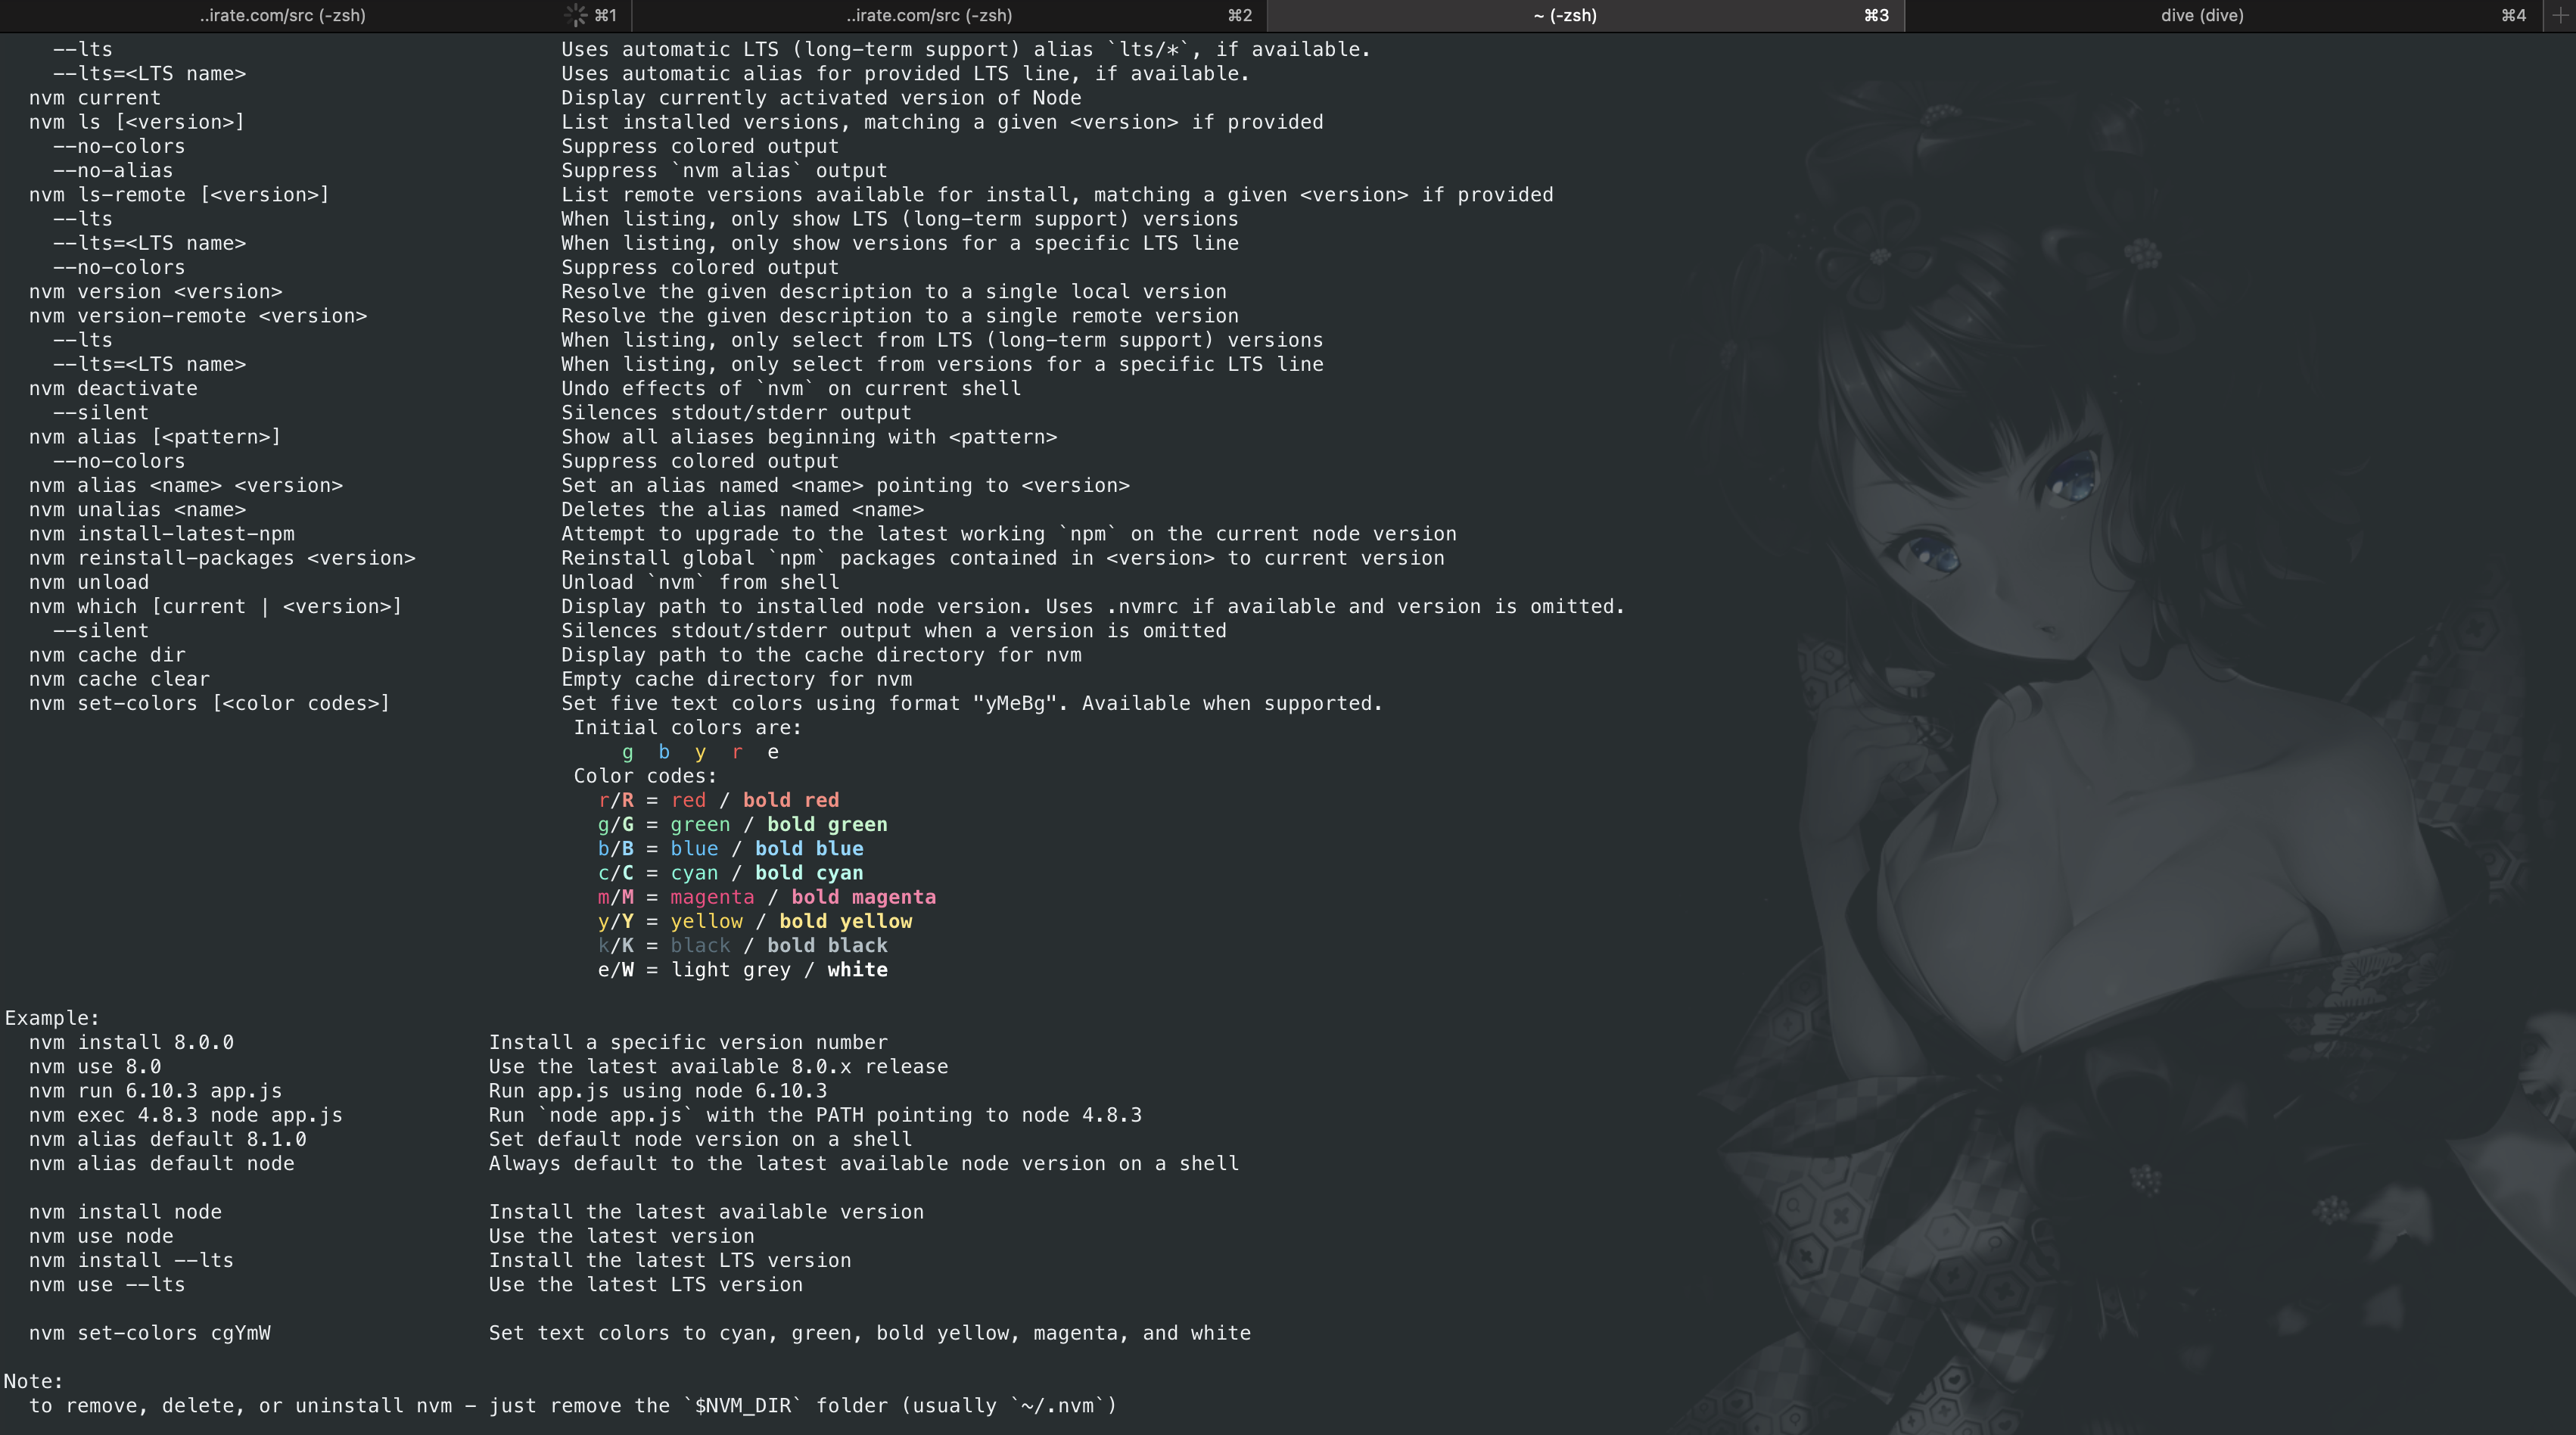 ..irate.com/src (-zsh) ⌘1 ..irate.com/src (-zsh) ⌘2 ~ (-zsh) ⌘3 dive (dive) ⌘4 +
--lts Uses automatic LTS (long-term support) alias `lts/*`, if available.
--lts=<LTS name> Uses automatic alias for provided LTS line, if available.
nvm current Display currently activated version of Node
nvm ls [<version>] List installed versions, matching a given <version> if provided
--no-colors Suppress colored output
--no-alias Suppress `nvm alias` output
nvm ls-remote [<version>] List remote versions available for install, matching a given <version> if provided
--lts When listing, only show LTS (long-term support) versions
--lts=<LTS name> When listing, only show versions for a specific LTS line
--no-colors Suppress colored output
nvm version <version> Resolve the given description to a single local version
nvm version-remote <version> Resolve the given description to a single remote version
--lts When listing, only select from LTS (long-term support) versions
--lts=<LTS name> When listing, only select from versions for a specific LTS line
nvm deactivate Undo effects of `nvm` on current shell
--silent Silences stdout/stderr output
nvm alias [<pattern>] Show all aliases beginning with <pattern>
--no-colors Suppress colored output
nvm alias <name> <version> Set an alias named <name> pointing to <version>
nvm unalias <name> Deletes the alias named <name>
nvm install-latest-npm Attempt to upgrade to the latest working `npm` on the current node version
nvm reinstall-packages <version> Reinstall global `npm` packages contained in <version> to current version
nvm unload Unload `nvm` from shell
nvm which [current | <version>] Display path to installed node version. Uses .nvmrc if available and version is omitted.
--silent Silences stdout/stderr output when a version is omitted
nvm cache dir Display path to the cache directory for nvm
nvm cache clear Empty cache directory for nvm
nvm set-colors [<color codes>] Set five text colors using format "yMeBg". Available when supported.
Initial colors are:
g b y r e
Color codes:
r/R = red / bold red
g/G = green / bold green
b/B = blue / bold blue
c/C = cyan / bold cyan
m/M = magenta / bold magenta
y/Y = yellow / bold yellow
k/K = black / bold black
e/W = light grey / white
Example:
nvm install 8.0.0 Install a specific version number
nvm use 8.0 Use the latest available 8.0.x release
nvm run 6.10.3 app.js Run app.js using node 6.10.3
nvm exec 4.8.3 node app.js Run `node app.js` with the PATH pointing to node 4.8.3
nvm alias default 8.1.0 Set default node version on a shell
nvm alias default node Always default to the latest available node version on a shell
nvm install node Install the latest available version
nvm use node Use the latest version
nvm install --lts Install the latest LTS version
nvm use --lts Use the latest LTS version
nvm set-colors cgYmW Set text colors to cyan, green, bold yellow, magenta, and white
Note:
to remove, delete, or uninstall nvm - just remove the `$NVM_DIR` folder (usually `~/.nvm`)